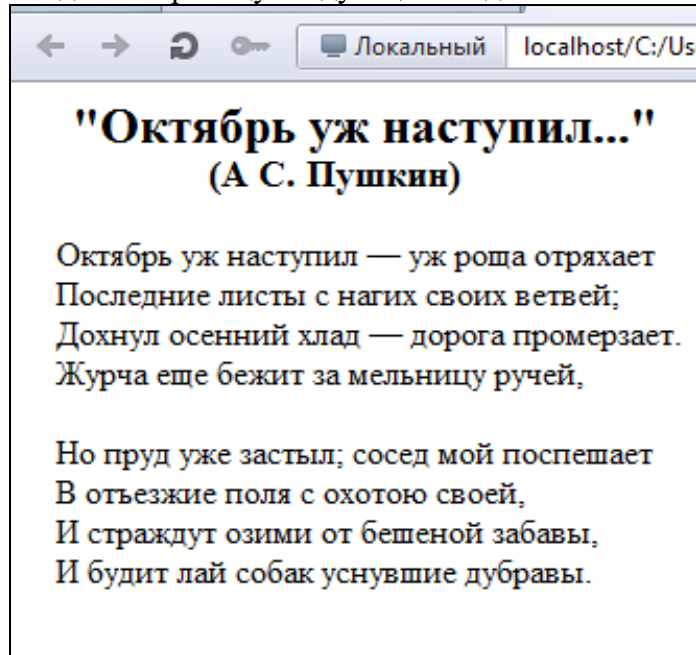 Локальный localhost/C:/Us
"Октябрь уж наступил..."
(А С. Пушкин)
Октябрь уж наступил — уж роща отряхает
Последние листы с нагих своих ветвей;
Дохнул осенний хлад — дорога промерзает.
Журча еще бежит за мельницу ручей,
Но пруд уже застыл; сосед мой поспешает
В отъезжие поля с охотою своей,
И страждут озими от бешеной забавы,
И будит лай собак уснувшие дубравы.